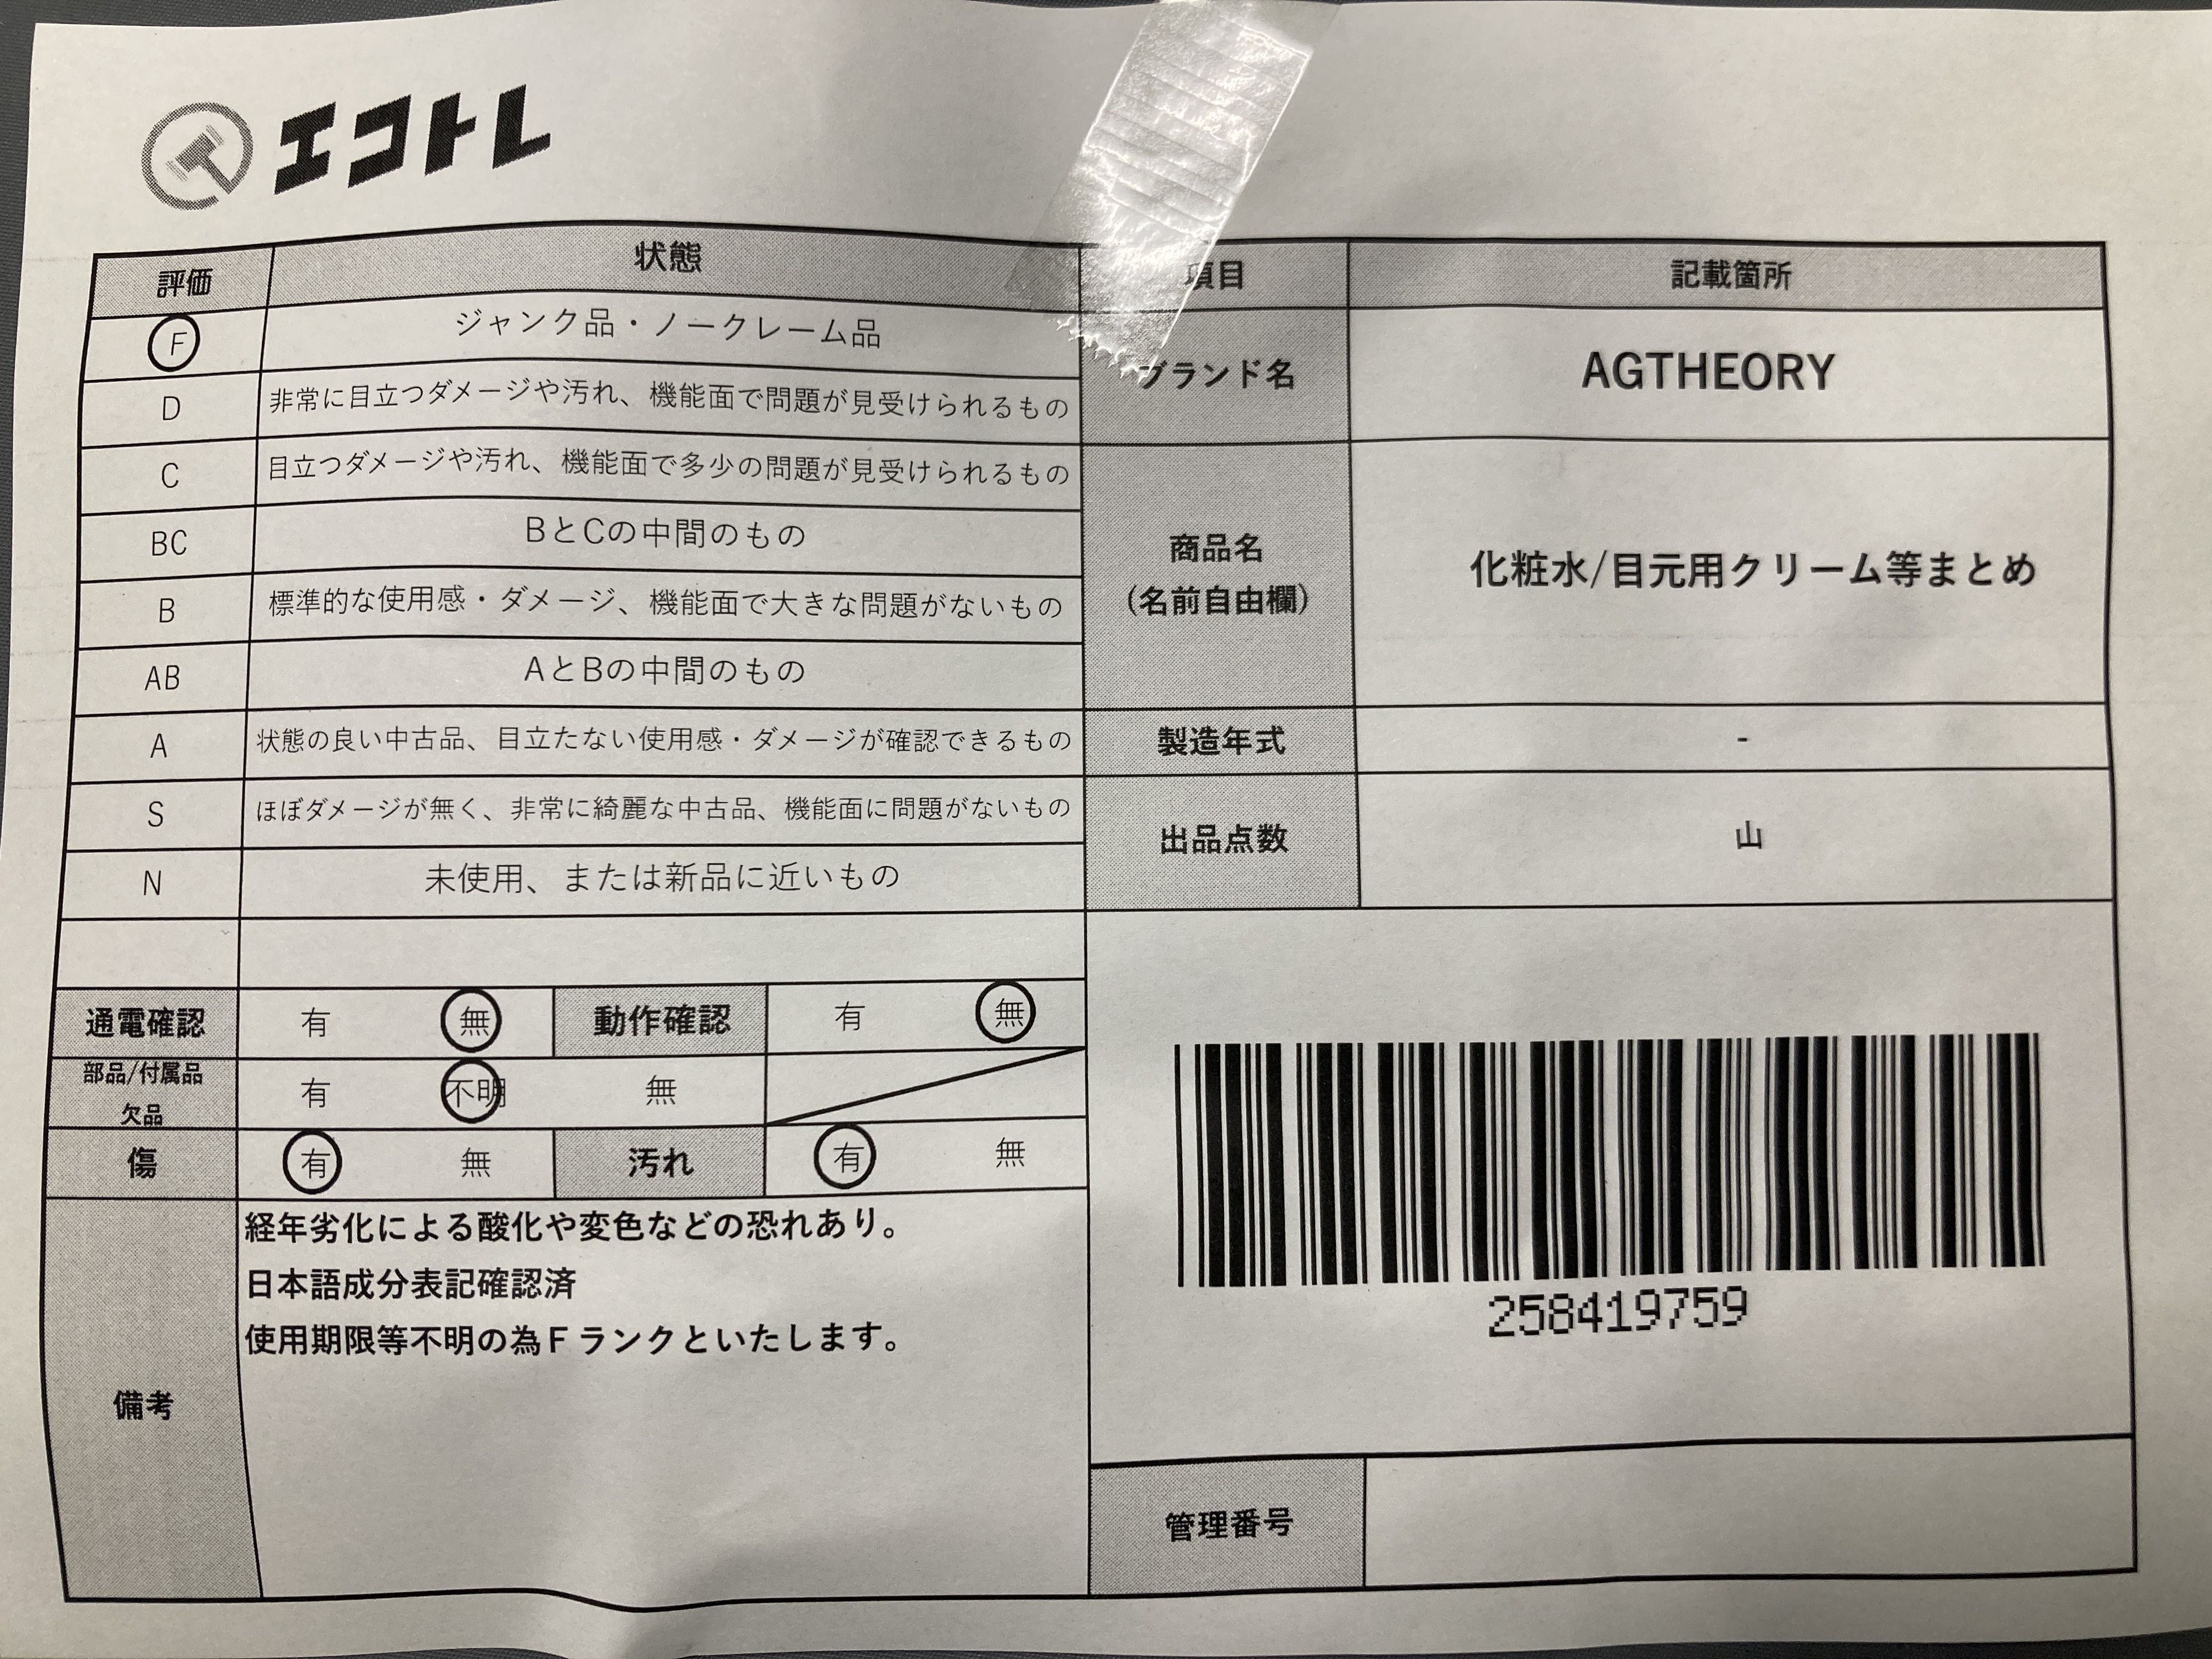 エコトレ
評価 状態
F ジャンク品・ノークレーム品
D 非常に目立つダメージや汚れ、機能面で問題が見受けられるもの
C 目立つダメージや汚れ、機能面で多少の問題が見受けられるもの
BC BとCの中間のもの
B 標準的な使用感・ダメージ、機能面で大きな問題がないもの
AB AとBの中間のもの
A 状態の良い中古品、目立たない使用感・ダメージが確認できるもの
S ほぼダメージが無く、非常に綺麗な中古品、機能面に問題がないもの
N 未使用、または新品に近いもの
通電確認 有 無 動作確認 有 無
部品/付属品
欠品 有 不明 無
傷 有 無 汚れ 有 無
備考
経年劣化による酸化や変色などの恐れあり。
日本語成分表記確認済
使用期限等不明の為Fランクといたします。
項目 記載箇所
ブランド名 AGTHEORY
商品名
(名前自由欄)
化粧水/目元用クリーム等まとめ
製造年式 -
出品点数 山
258419759
管理番号